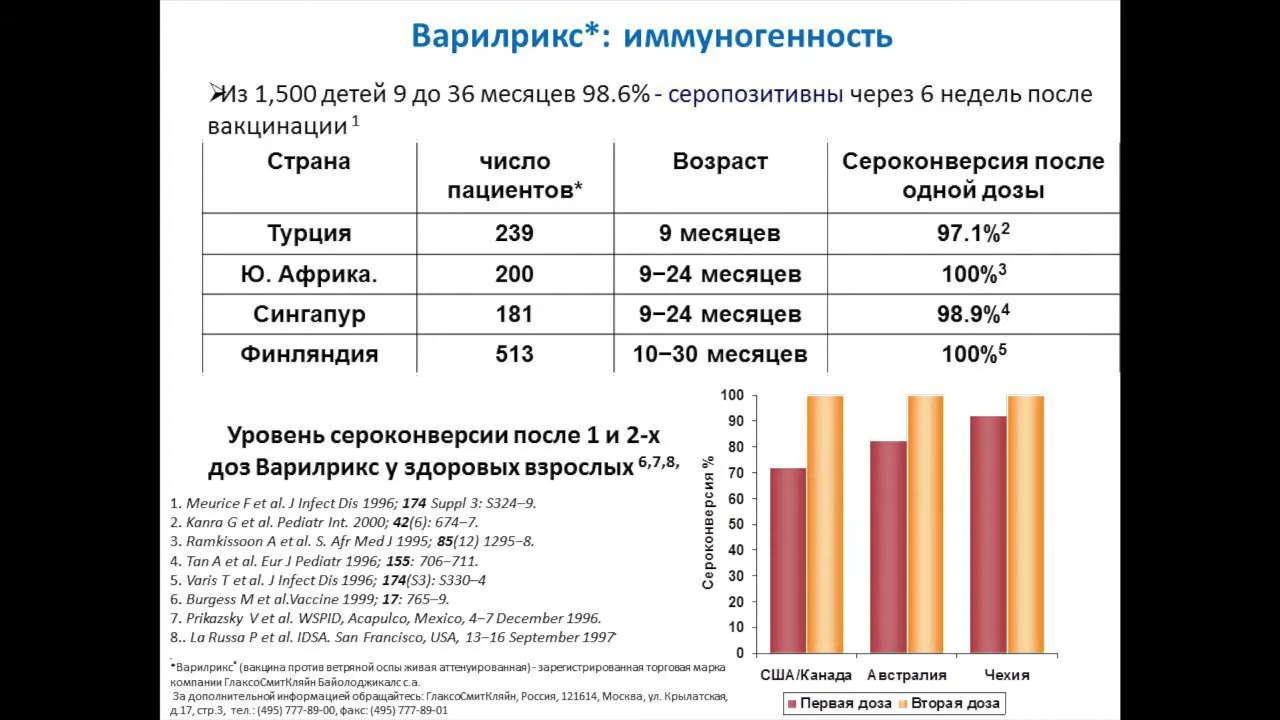 Варилрикс*: иммуногенность
Из 1,500 детей 9 до 36 месяцев 98.6% - серопозитивны через 6 недель после
вакцинации 1
Страна число пациентов* Возраст Сероконверсия после одной дозы
Турция 239 9 месяцев 97.1%2
Ю. Африка. 200 9–24 месяцев 100%3
Сингапур 181 9–24 месяцев 98.9%4
Финляндия 513 10–30 месяцев 100%5
Уровень сероконверсии после 1 и 2-х
доз Варилрикс у здоровых взрослых 6,7,8,
1. Meurice F et al. J Infect Dis 1996; 174 Suppl 3: S324–9.
2. Kanra G et al. Pediatr Int. 2000; 42(6): 674–7.
3. Ramkissoon A et al. S. Afr Med J 1995; 85(12) 1295–8.
4. Tan A et al. Eur J Pediatr 1996; 155: 706–711.
5. Varis T et al. J Infect Dis 1996; 174(S3): S330–4
6. Burgess M et al.Vaccine 1999; 17: 765–9.
7. Prikazsky V et al. WSPID, Acapulco, Mexico, 4–7 December 1996.
8.. La Russa P et al. IDSA. San Francisco, USA, 13–16 September 1997
*Варилрикс* (вакцина против ветряной оспы живая аттенуированная) - зарегистрированная торговая марка
компании ГлаксоСмитКляйн Байолоджикалс с.а.
За дополнительной информацией обращайтесь: ГлаксоСмитКляйн, Россия, 121614, Москва, ул. Крылатская,
д.17, стр.3, тел.: (495) 777-89-00, факс: (495) 777-89-01
Сероконверсия %
100
90
80
70
60
50
40
30
20
10
0
США/Канада Австралия Чехия
Первая доза Вторая доза